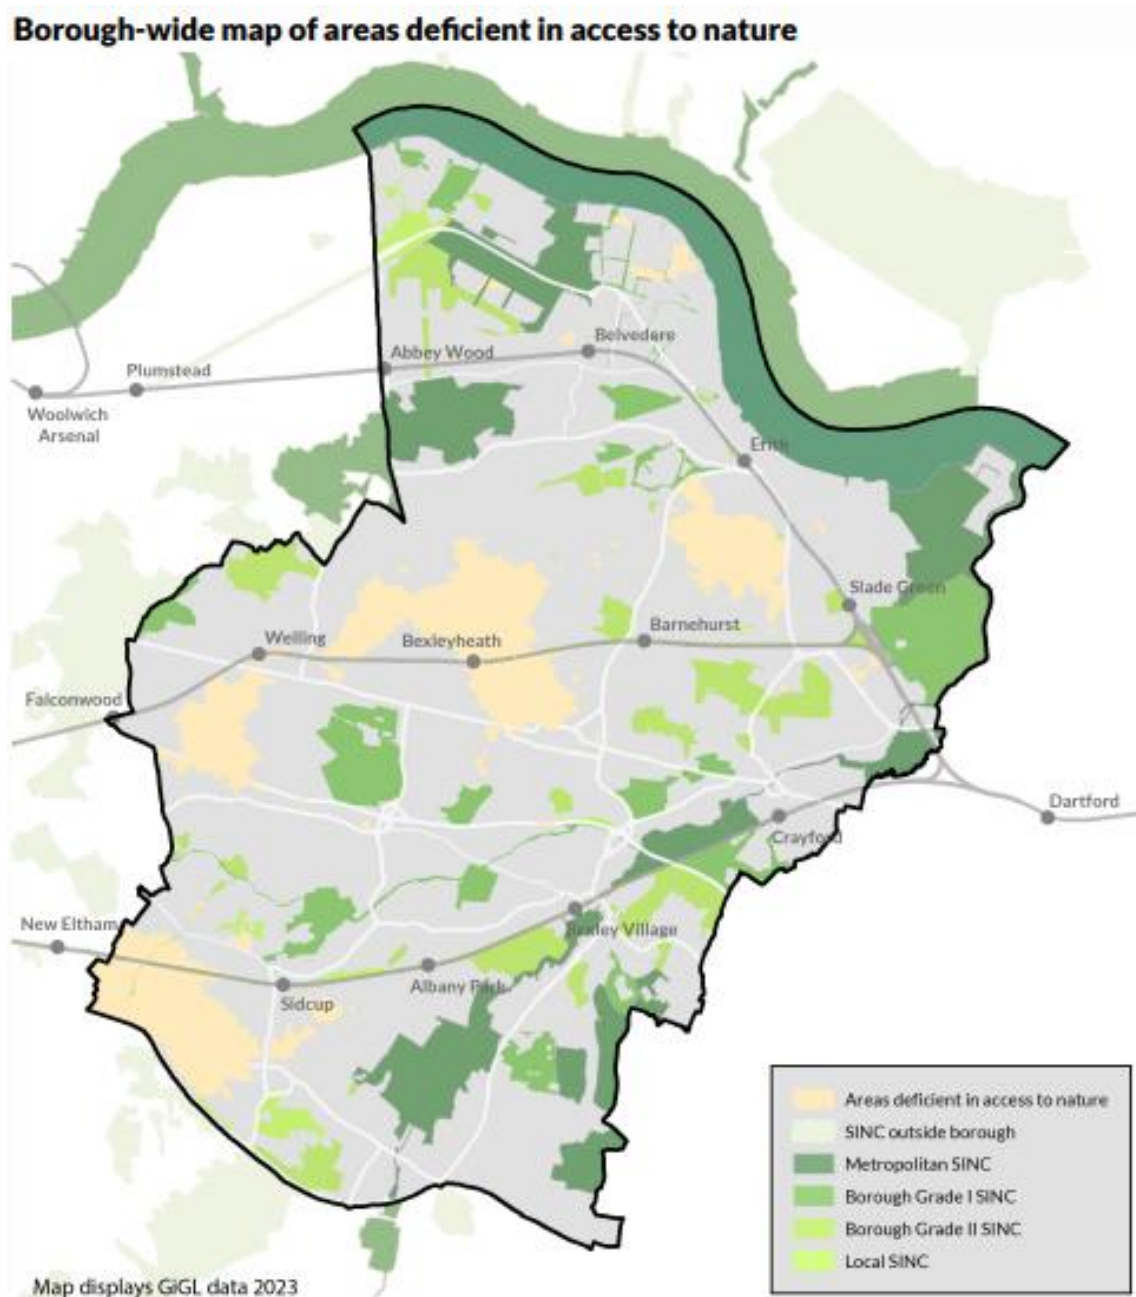 Borough-wide map of areas deficient in access to nature
Belvedere
Abbey Wood
Plumstead
Woolwich
Arsenal
Erith
Slade Green
Barnehurst
Welling
Bexleyheath
Falconwood
Dartford
Crayford
New Eltham
Bexley Village
Albany Park
Sidcup
Areas deficient in access to nature
SINC outside borough
Metropolitan SINC
Borough Grade I SINC
Borough Grade II SINC
Local SINC
Map displays GiGL data 2023